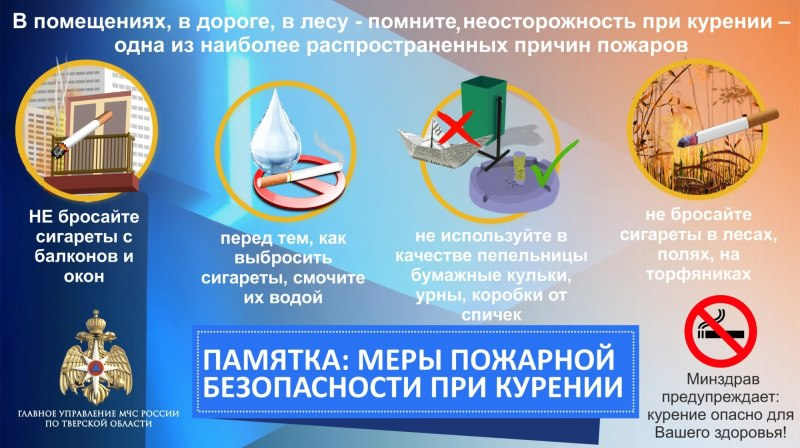 В помещениях, в дороге, в лесу - помните,неосторожность при курении –
одна из наиболее распространенных причин пожаров
НЕ бросайте
сигареты с
балконов и
окон
перед тем, как
выбросить
сигареты, смочите
их водой
не используйте в
качестве пепельницы
бумажные кульки,
урны, коробки от
спичек
не бросайте
сигареты в лесах,
полях, на
торфяниках
ГЛАВНОЕ УПРАВЛЕНИЕ МЧС РОССИИ
ПО ТВЕРСКОЙ ОБЛАСТИ
ПАМЯТКА: МЕРЫ ПОЖАРНОЙ
БЕЗОПАСНОСТИ ПРИ КУРЕНИИ
Минздрав
предупреждает:
курение опасно для
Вашего здоровья!